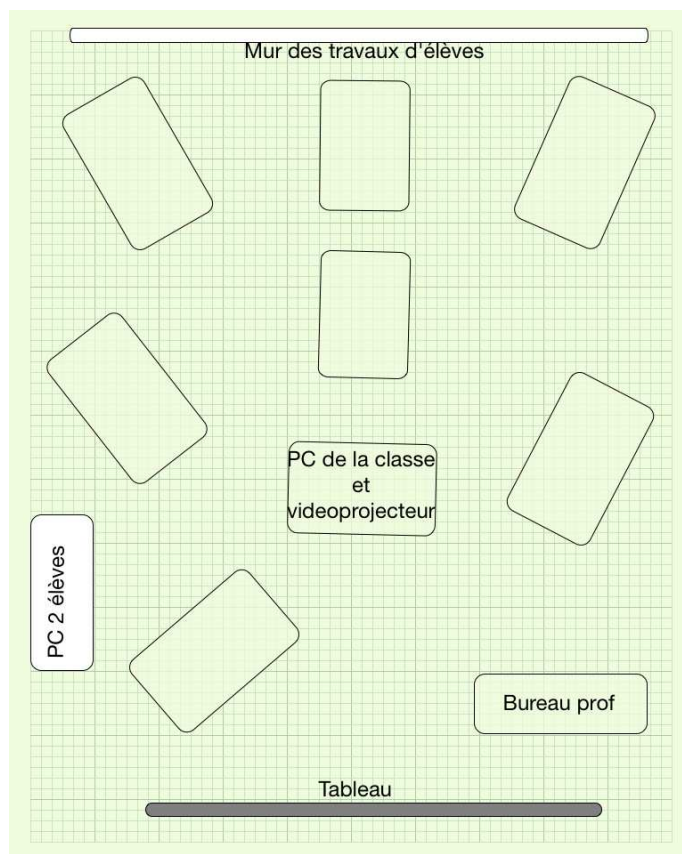 Mur des travaux d'élèves
PC de la classe
et
videoprojecteur
PC 2 élèves
Bureau prof
Tableau